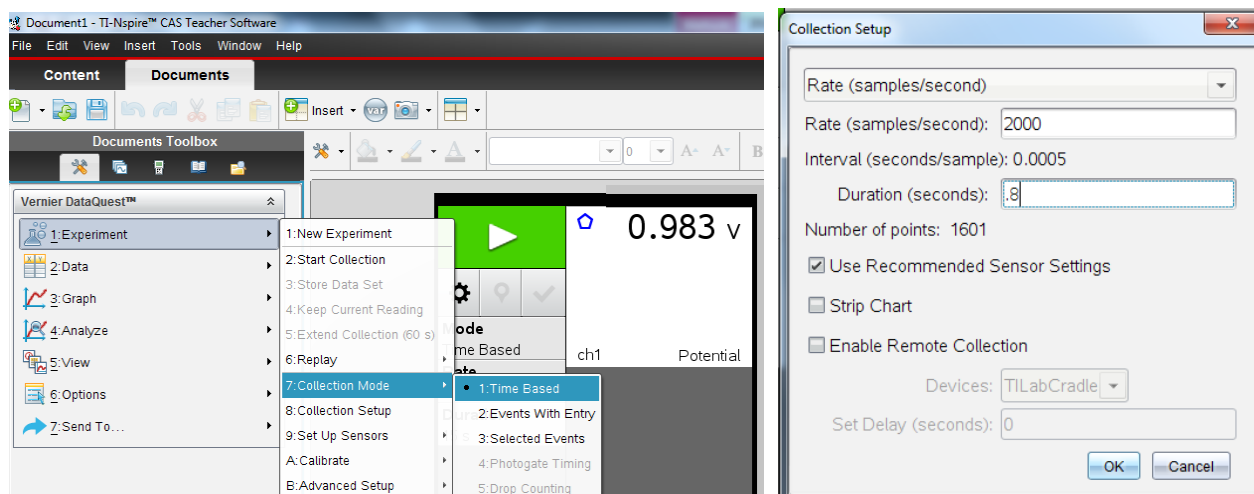 Document1 - TI-Nspire™ CAS Teacher Software
File Edit View Insert Tools Window Help
Content Documents
Insert var
Documents Toolbox
0 A A B
Vernier DataQuest™
1:Experiment
2:Data
3:Graph
4:Analyze
5:View
6:Options
7:Send To...
1:New Experiment
2:Start Collection
3:Store Data Set
4:Keep Current Reading
5:Extend Collection (60 s)
6:Replay
7:Collection Mode
8:Collection Setup
9:Set Up Sensors
A:Calibrate
B:Advanced Setup
0.983 V
Mode
Time Based
ch1 Potential
1:Time Based
2:Events With Entry
3:Selected Events
4:Photogate Timing
5:Drop Counting
Collection Setup
Rate (samples/second)
Rate (samples/second): 2000
Interval (seconds/sample): 0.0005
Duration (seconds): .8
Number of points: 1601
Use Recommended Sensor Settings
Strip Chart
Enable Remote Collection
Devices: TILabCradle
Set Delay (seconds): 0
OK Cancel